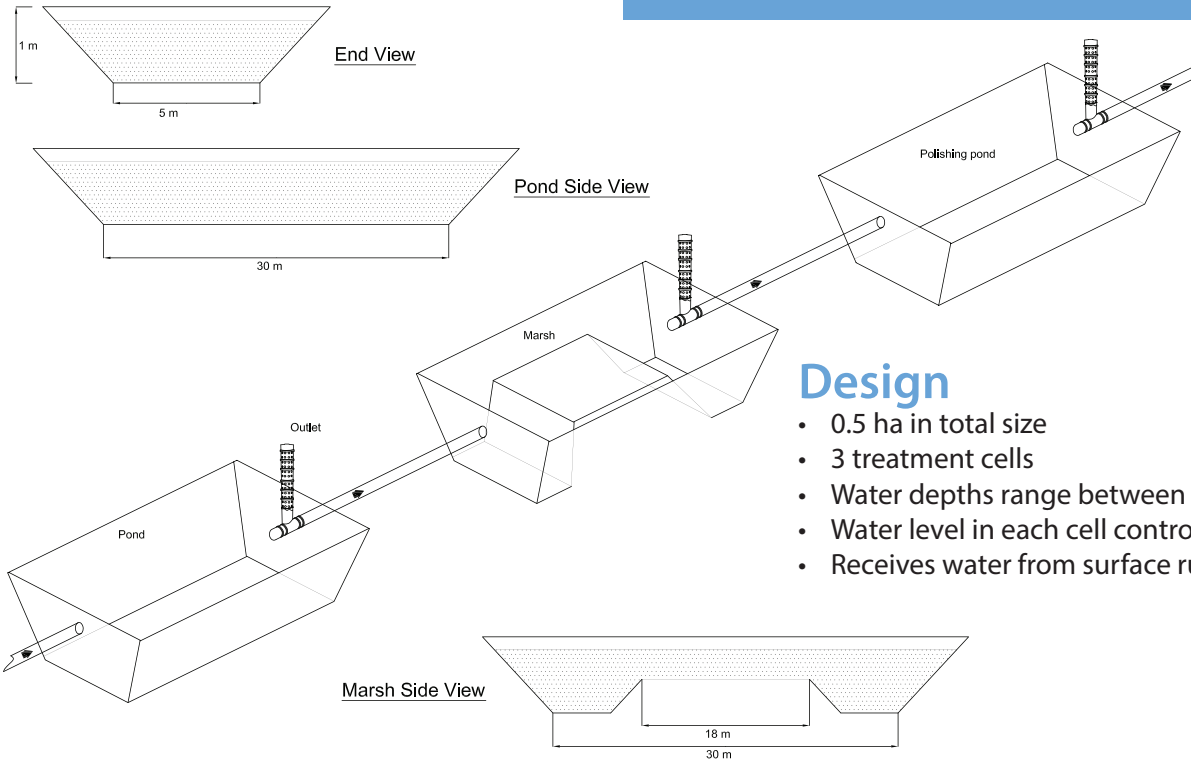 1 m
End View
5 m
Pond Side View
30 m
Polishing pond
Marsh
Outlet
Pond
Design
• 0.5 ha in total size
• 3 treatment cells
• Water depths range between
• Water level in each cell contro
• Receives water from surface ru
Marsh Side View
18 m
30 m